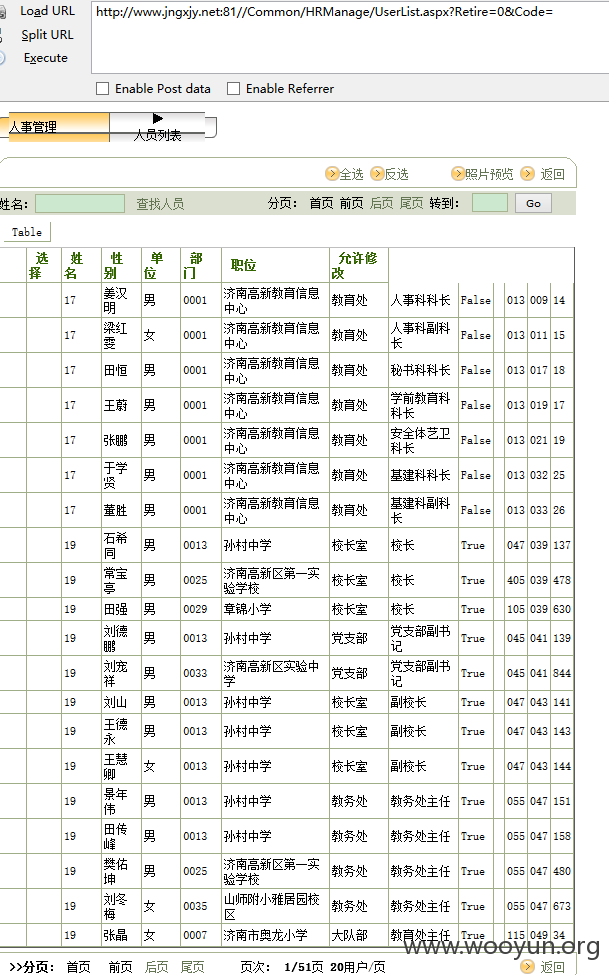 Load URL
http://www.jngxjy.net:81//Common/HRManage/UserList.aspx?Retire=0&Code=
Split URL
Execute
Enable Post data Enable Referrer
人事管理 人员列表
全选 反选 照片预览 返回
姓名： 查找人员 分页： 首页 前页 后页 尾页 转到： Go
Table
选择 姓名 性别 单位 部门 职位 允许修改
17 姜汉明 男 0001 济南高新教育信息中心 教育处 人事科科长 False 013 009 14
17 梁红雯 女 0001 济南高新教育信息中心 教育处 人事科副科长 False 013 011 15
17 田恒 男 0001 济南高新教育信息中心 教育处 秘书科科长 False 013 017 18
17 王蔚 男 0001 济南高新教育信息中心 教育处 学前教育科科长 False 013 019 17
17 张鹏 男 0001 济南高新教育信息中心 教育处 安全体艺卫科长 False 013 021 19
17 于学贤 男 0001 济南高新教育信息中心 教育处 基建科科长 False 013 032 25
17 董胜 男 0001 济南高新教育信息中心 教育处 基建科副科长 False 013 033 26
19 石希同 男 0013 孙村中学 校长室 校长 True 047 039 137
19 常宝亭 男 0025 济南高新区第一实验学校 校长室 校长 True 405 039 478
19 田强 男 0029 章锦小学 校长室 校长 True 105 039 630
19 刘德鹏 男 0013 孙村中学 党支部 党支部副书记 True 045 041 139
19 刘宠祥 男 0033 济南高新区实验中学 党支部 党支部副书记 True 045 041 844
19 刘山 男 0013 孙村中学 校长室 副校长 True 047 043 141
19 王德永 男 0013 孙村中学 校长室 副校长 True 047 043 143
19 王慧卿 女 0013 孙村中学 校长室 副校长 True 047 043 144
19 景年伟 男 0013 孙村中学 教务处 教务处主任 True 055 047 151
19 田传峰 男 0013 孙村中学 教务处 教务处主任 True 055 047 158
19 樊佑坤 男 0025 济南高新区第一实验学校 教务处 教务处主任 True 055 047 480
19 刘冬梅 女 0035 山师附小雅居园校区 教务处 教务处主任 True 055 047 673
19 张晶 女 0007 济南市奥龙小学 大队部 教育处主任 True 115 049 34
www.wooyun.org
>>分页： 首页 前页 后页 尾页 页次： 1/51页 20用户/页 返回